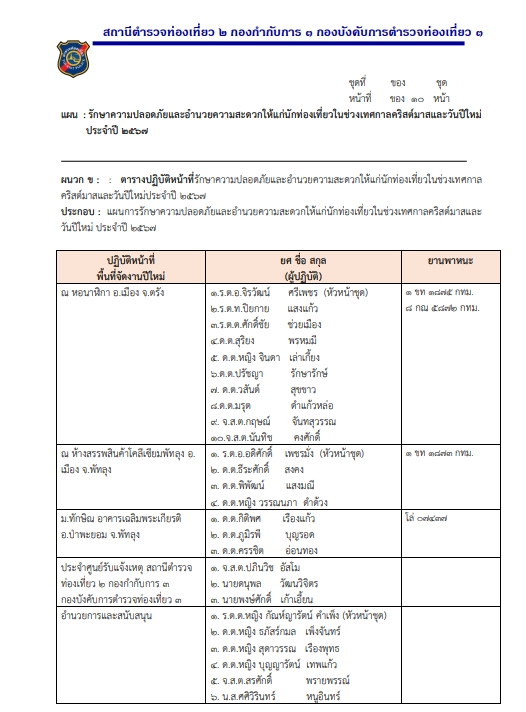 สถานีตำรวจท่องเที่ยว ๒ กองกำกับการ ๓ กองบังคับการตำรวจท่องเที่ยว ๓
ชุดที่ ของ ชุด
หน้าที่ ของ ๑๐ หน้า
แผน : รักษาความปลอดภัยและอำนวยความสะดวกให้แก่นักท่องเที่ยวในช่วงเทศกาลคริสต์มาสและวันปีใหม่
ประจำปี ๒๕๖๗
ผนวก ข : : ตารางปฏิบัติหน้าที่รักษาความปลอดภัยและอำนวยความสะดวกให้แก่นักท่องเที่ยวในช่วงเทศกาล
คริสต์มาสและวันปีใหม่ประจำปี ๒๕๖๗
ประกอบ : แผนการรักษาความปลอดภัยและอำนวยความสะดวกให้แก่นักท่องเที่ยวในช่วงเทศกาลคริสต์มาสและ
วันปีใหม่ ประจำปี ๒๕๖๗
ปฏิบัติหน้าที่ ยศ ชื่อ สกุล ยานพาหนะ
พื้นที่จัดงานปีใหม่ (ผู้ปฏิบัติ)
ณ หอนาฬิกา อ.เมือง จ.ตรัง ๑.ร.ต.อ.จิรวัฒน์ ศรีเพชร (หัวหน้าชุด) ๑ ขท ๑๘๗๕ กทม.
๒.ร.ต.ท.ปิยกาย แสงแก้ว ๘ กณ ๕๘๗๒ กทม.
๓.ร.ต.ต.ศักดิ์ชัย ช่วยเมือง
๔.ด.ต.สุริยง พรหมมี
๕. ด.ต.หญิง จินดา เล่าเกี้ยง
๖.ด.ต.ปรัชญา รักษารักษ์
๗. ด.ต.วสันต์ สุขขาว
๘.ด.ต.มรุต ดำแก้วหล่อ
๙. จ.ส.ต.กฤษณ์ จันทสุวรรณ
๑๐.จ.ส.ต.นันทิช คงศักดิ์
ณ ห้างสรรพสินค้าโคลีเซียมพัทลุง อ. ๑. ร.ต.อ.อดิศักดิ์ เพชรมั่ง (หัวหน้าชุด) ๑ ขท ๑๘๗๓ กทม.
เมือง จ.พัทลุง ๒. ด.ต.ธีระศักดิ์ สงคง
๓. ด.ต.พิพัฒน์ แสงมณี
๔. ด.ต.หญิง วรรณนภา ดำด้วง
ม.ทักษิณ อาคารเฉลิมพระเกียรติ ๑. ด.ต.กิติพศ เรืองแก้ว โล่ ๐๗๔๓๗
อ.ป่าพะยอม จ.พัทลุง ๒. ด.ต.ภูมิรพี บุญรอด
๓. ด.ต.ครรชิต อ่อนทอง
ประจำศูนย์รับแจ้งเหตุ สถานีตำรวจ ๑. จ.ส.ต.ปภินวิช อัสโม
ท่องเที่ยว ๒ กองกำกับการ ๓ ๒. นายดนุพล วัฒนวิจิตร
กองบังคับการตำรวจท่องเที่ยว ๓ ๓. นายพงษ์ศักดิ์ เก้าเอี้ยน
อำนวยการและสนับสนุน ๑. ร.ต.ต.หญิง กัณห์ญารัตน์ คำเพ็ง (หัวหน้าชุด)
๒. ด.ต.หญิง ธภัสร์กมล เพ็งจันทร์
๓. ด.ต.หญิง สุดาวรรณ เรืองพุทธ
๔. ด.ต.หญิง บุญญารัตน์ เทพแก้ว
๕. จ.ส.ต.สรศักดิ์ พรายพรรณ์
๖. น.ส.ศศิวิรินทร์ หนูอินทร์